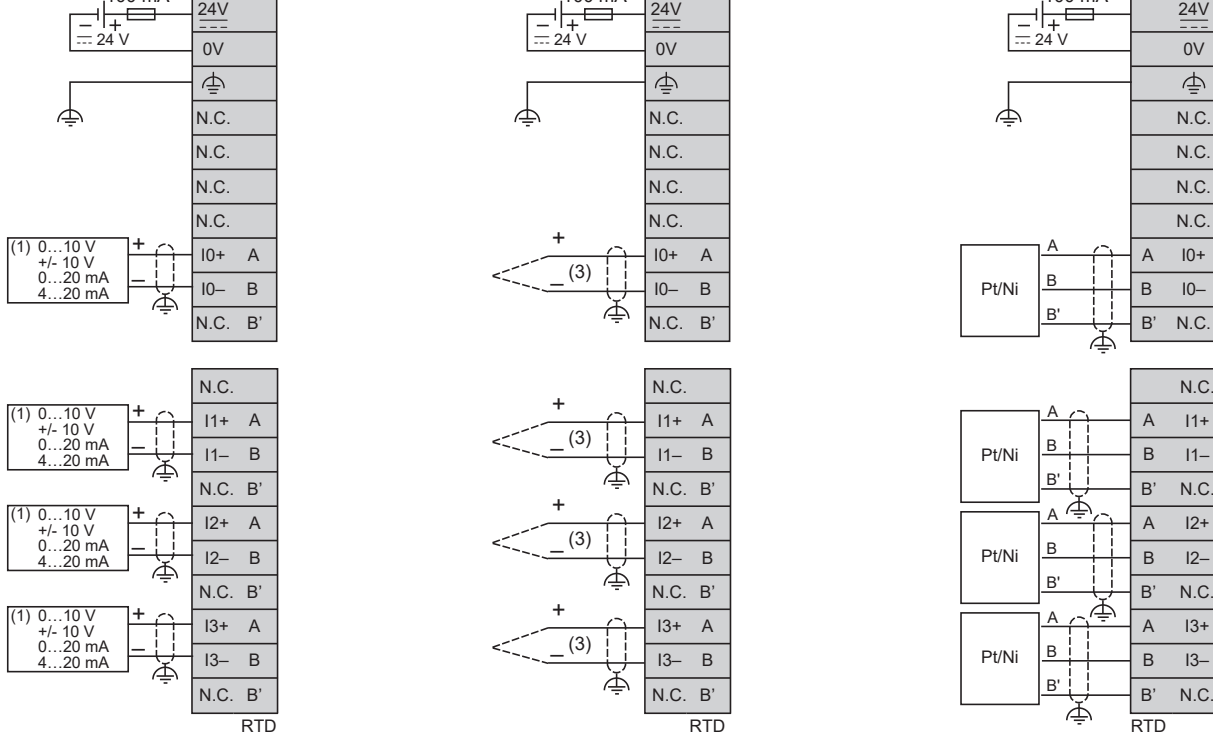 24V
– +
24 V
0V
N.C.
N.C.
N.C.
N.C.
(1) 0…10 V
+/- 10 V
0…20 mA
4…20 mA
+
–
I0+ A
I0– B
N.C. B’
N.C.
(1) 0…10 V
+/- 10 V
0…20 mA
4…20 mA
+
–
I1+ A
I1– B
N.C. B’
(1) 0…10 V
+/- 10 V
0…20 mA
4…20 mA
+
–
I2+ A
I2– B
N.C. B’
(1) 0…10 V
+/- 10 V
0…20 mA
4…20 mA
+
–
I3+ A
I3– B
N.C. B’
RTD
24V
– +
24 V
0V
N.C.
N.C.
N.C.
N.C.
+
– (3)
I0+ A
I0– B
N.C. B’
N.C.
+
– (3)
I1+ A
I1– B
N.C. B’
+
– (3)
I2+ A
I2– B
N.C. B’
+
– (3)
I3+ A
I3– B
N.C. B’
RTD
24V
– +
24 V
0V
N.C.
N.C.
N.C.
N.C.
Pt/Ni
A
B
B'
A I0+
B I0–
B’ N.C.
N.C.
Pt/Ni
A
B
B'
A I1+
B I1–
B’ N.C.
Pt/Ni
A
B
B'
A I2+
B I2–
B’ N.C.
Pt/Ni
A
B
B'
A I3+
B I3–
B’ N.C.
RTD